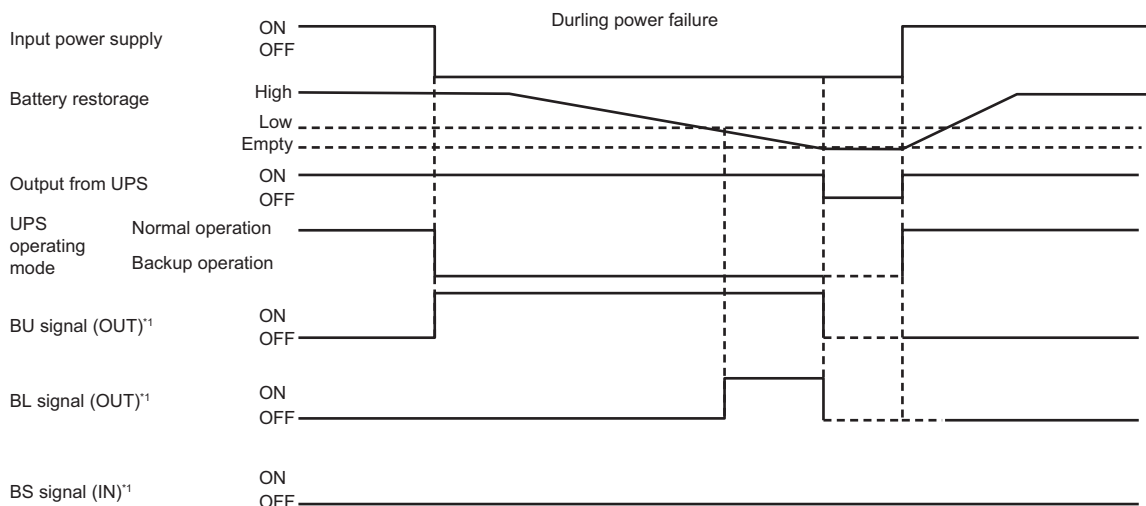 Durling power failure
Input power supply
ON
OFF
Battery restorage
High
Low
Empty
Output from UPS
ON
OFF
UPS operating mode
Normal operation
Backup operation
BU signal (OUT)*1
ON
OFF
BL signal (OUT)*1
ON
OFF
BS signal (IN)*1
ON
OFF